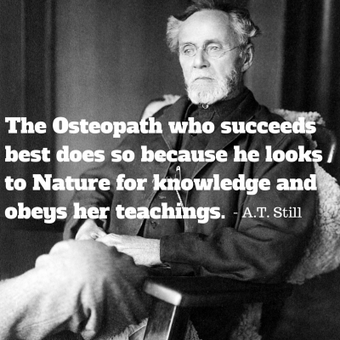 The Osteopath who succeeds
best does so because he looks
to Nature for knowledge and
obeys her teachings. - A.T. Still